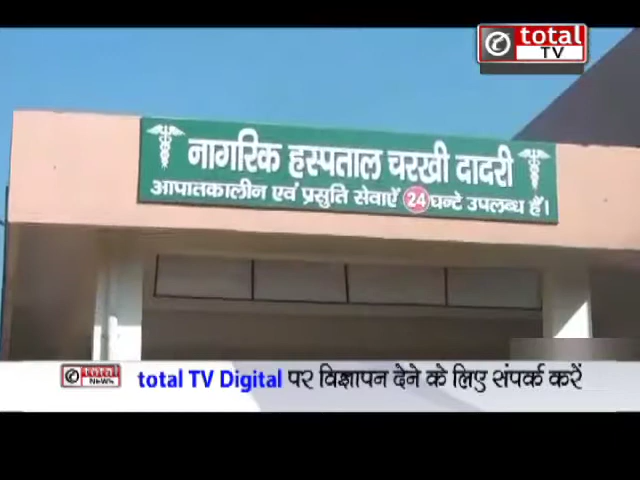 total
TV
नागरिक हस्पताल चरखी दादरी
आपातकालीन एवं प्रसुति सेवाएँ 24 घन्टे उपलब्ध हैं।
total
NEWS
total TV Digital पर विज्ञापन देने के लिए संपर्क करें